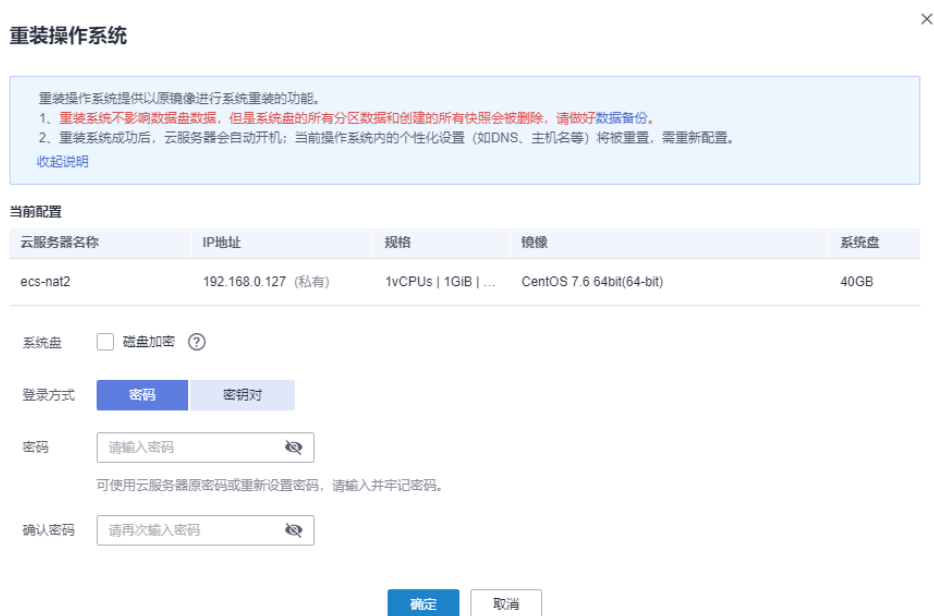 重装操作系统
重装操作系统提供以原镜像进行系统重装的功能。
1、重装系统不影响数据盘数据，但是系统盘的所有分区数据和创建的所有快照会被删除，请做好数据备份。
2、重装系统成功后，云服务器会自动开机；当前操作系统内的个性化设置（如DNS、主机名等）将被重置，需重新配置。
收起说明
当前配置
云服务器名称 IP地址 规格 镜像 系统盘
ecs-nat2 192.168.0.127（私有） 1vCPUs | 1GiB | ... CentOS 7.6 64bit(64-bit) 40GB
系统盘 磁盘加密 ?
登录方式 密码 密钥对
密码 请输入密码
可使用云服务器原密码或重新设置密码，请输入并牢记密码。
确认密码 请再次输入密码
确定 取消